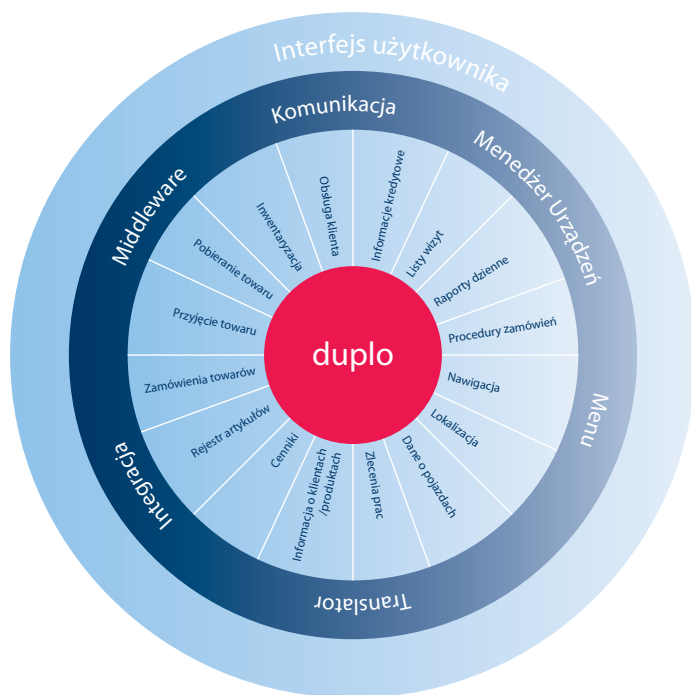 Interfejs użytkownika
Komunikacja
Menedżer Urządzeń
Menu
Translator
Integracja
Middleware
Informacje kredytowe
Listy wizyt
Raporty dzienne
Procedury zamówień
Nawigacja
Lokalizacja
Dane o pojazdach
Zlecenia prac
Informacja o klientach
/produktach
Cenniki
Rejestr artykułów
Zamówienia towarów
Przyjęcie towaru
Pobieranie towaru
Inwentaryzacja
Obsługa klienta
duplo